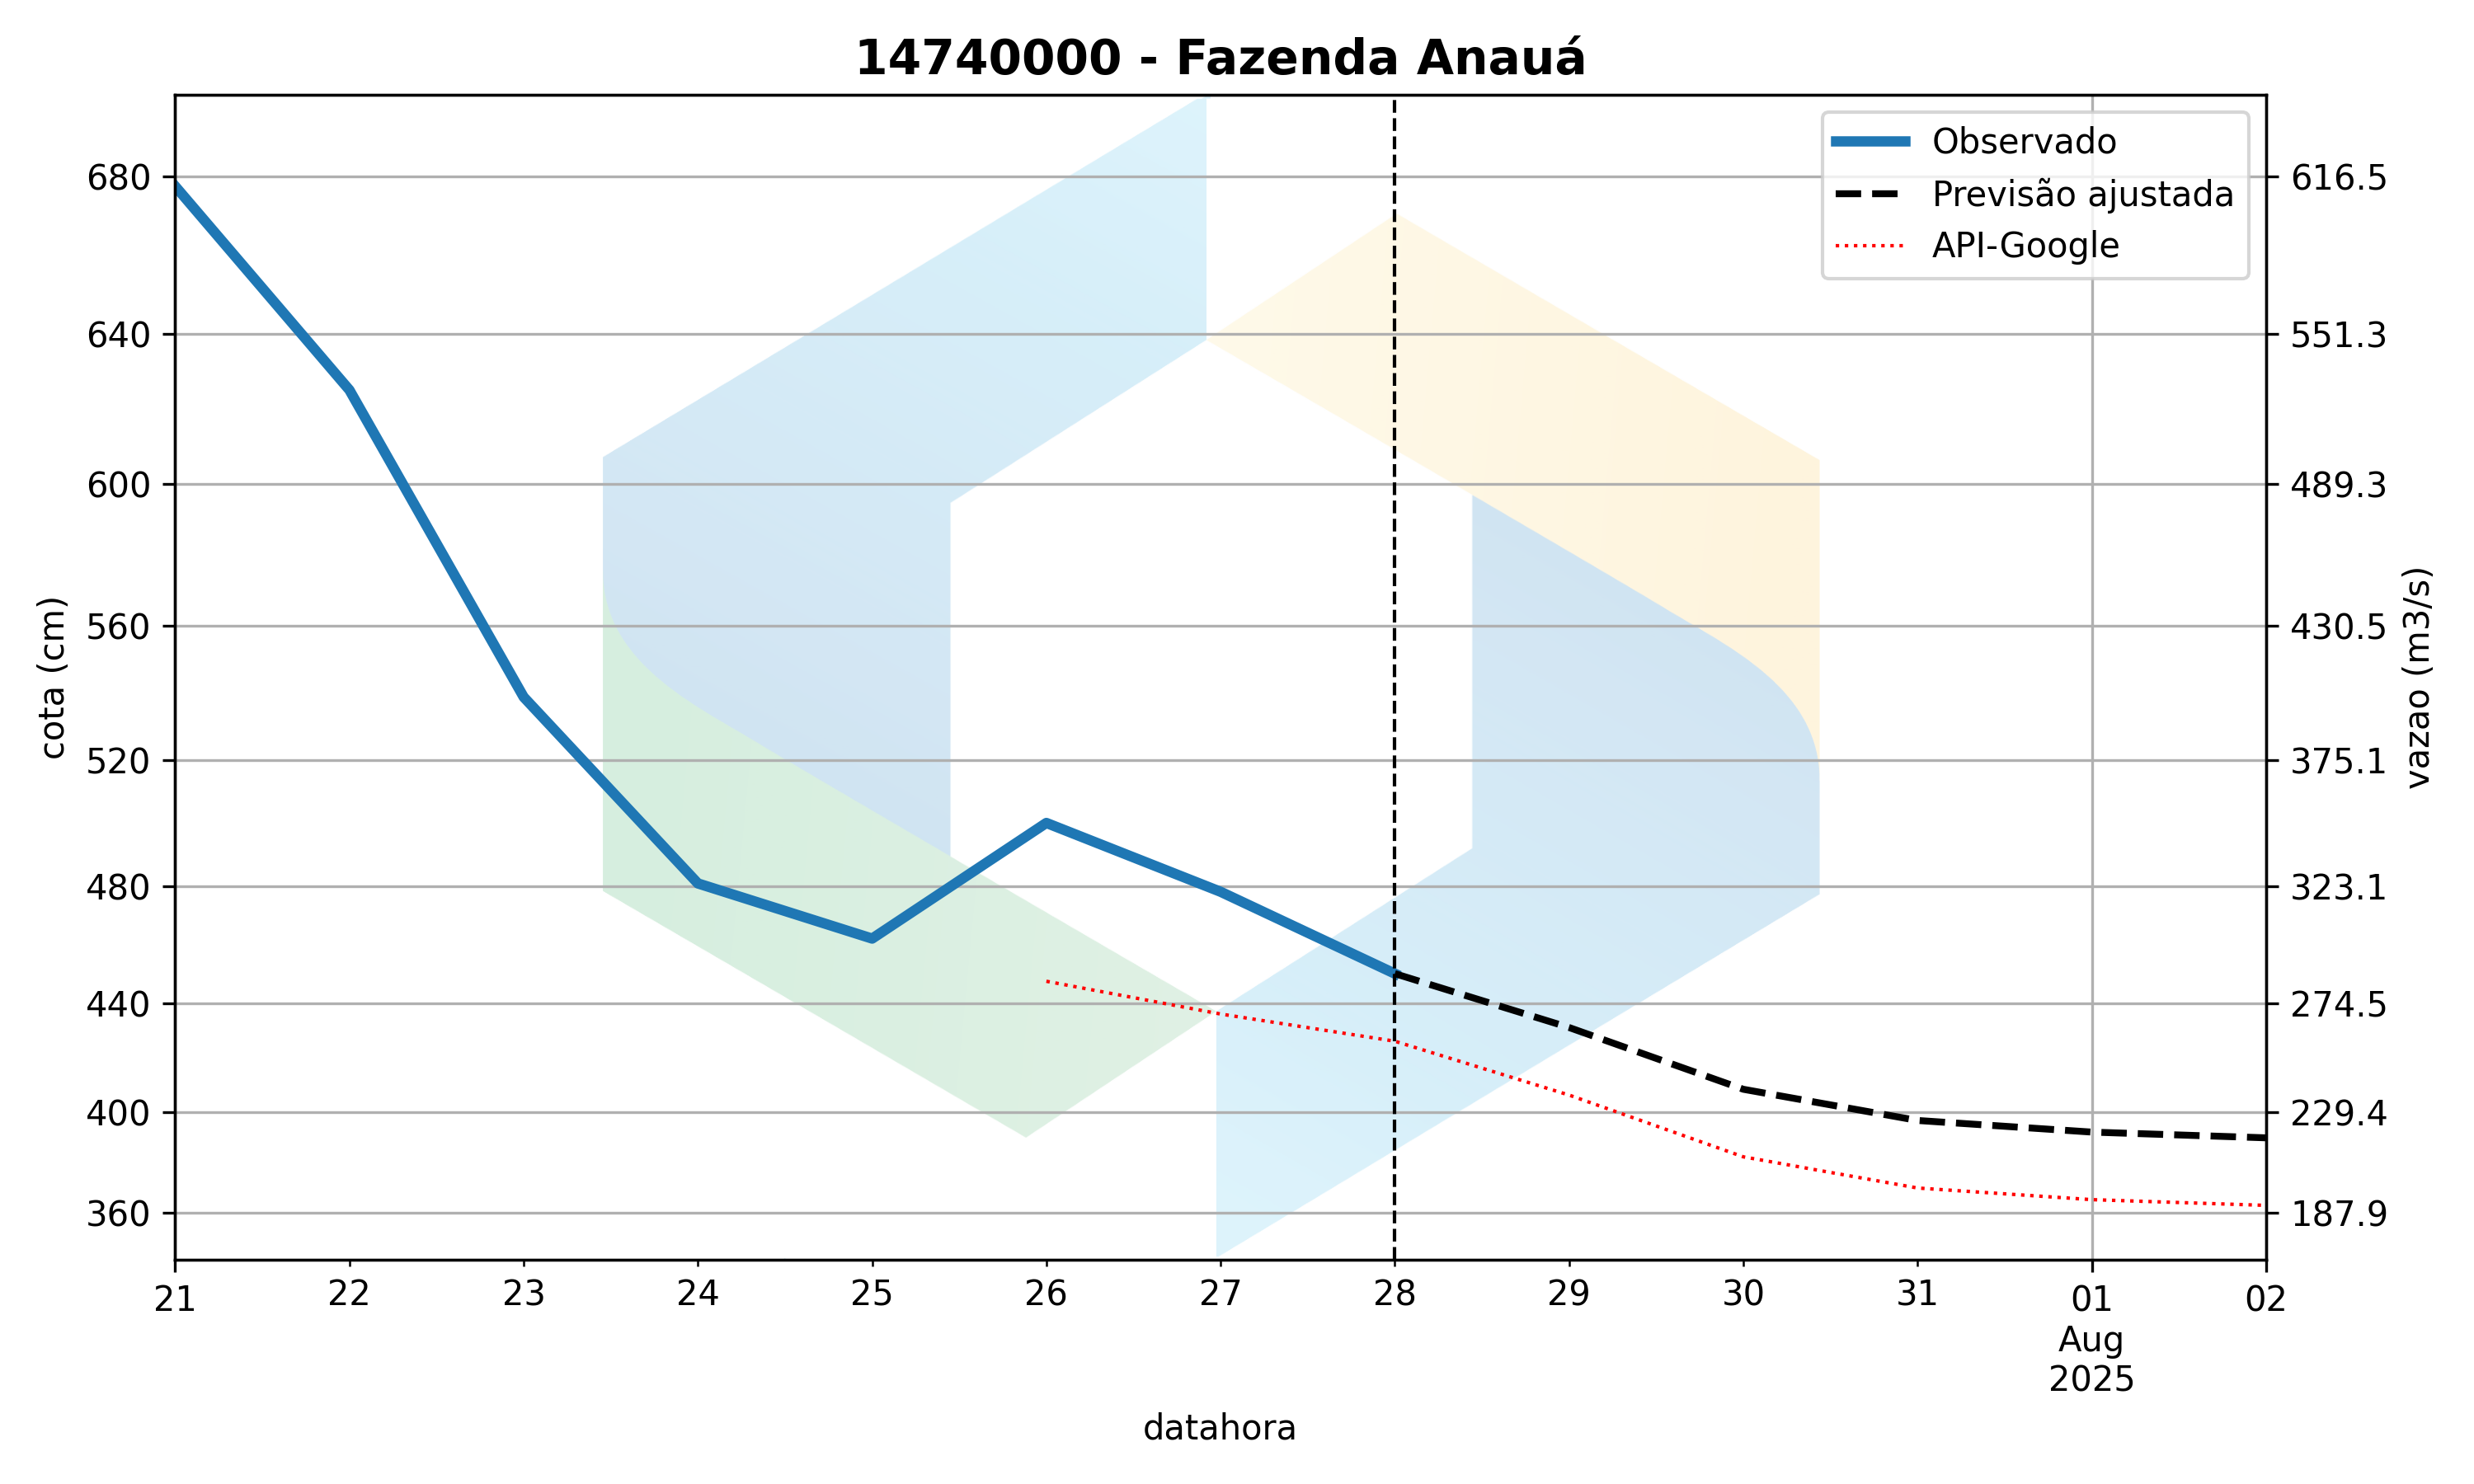 14740000 - Fazenda Anauá
Observado
Previsão ajustada
API-Google
cota (cm)
680
640
600
560
520
480
440
400
360
616.5
551.3
489.3
430.5
375.1
323.1
274.5
229.4
187.9
vazao (m3/s)
21 22 23 24 25 26 27 28 29 30 31 01 02
Aug
2025
datahora